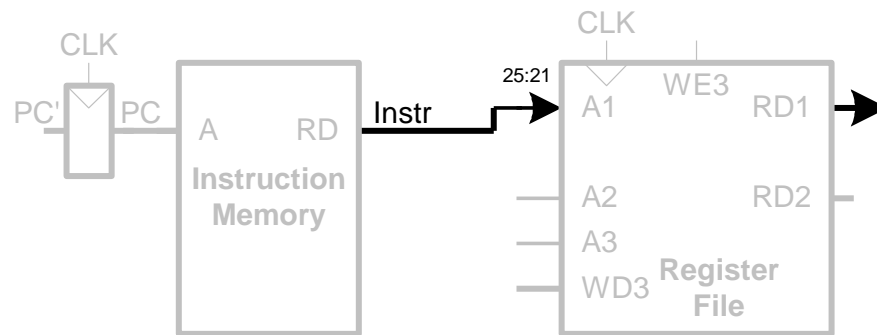 CLK
PC'
PC
A
RD
Instruction
Memory
Instr
25:21
CLK
WE3
A1
RD1
A2
RD2
A3
WD3
Register
File